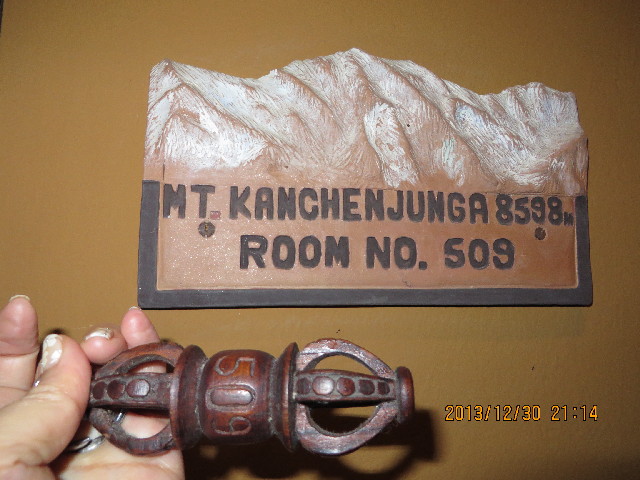 MT. KANCHENJUNGA 8598M
ROOM NO. 509
509
2013/12/30 21:14